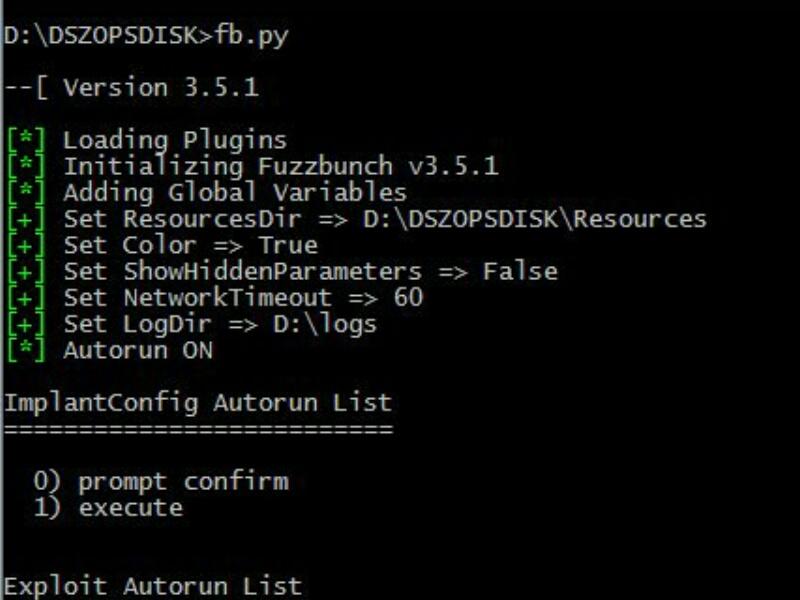 D:\DSZOPSDISK>fb.py
--[ Version 3.5.1
[*] Loading Plugins
[*] Initializing Fuzzbunch v3.5.1
[*] Adding Global Variables
[+] Set ResourcesDir => D:\DSZOPSDISK\Resources
[+] Set Color => True
[+] Set ShowHiddenParameters => False
[+] Set NetworkTimeout => 60
[+] Set LogDir => D:\logs
[*] Autorun ON
ImplantConfig Autorun List
==========================
0) prompt confirm
1) execute
Exploit Autorun List